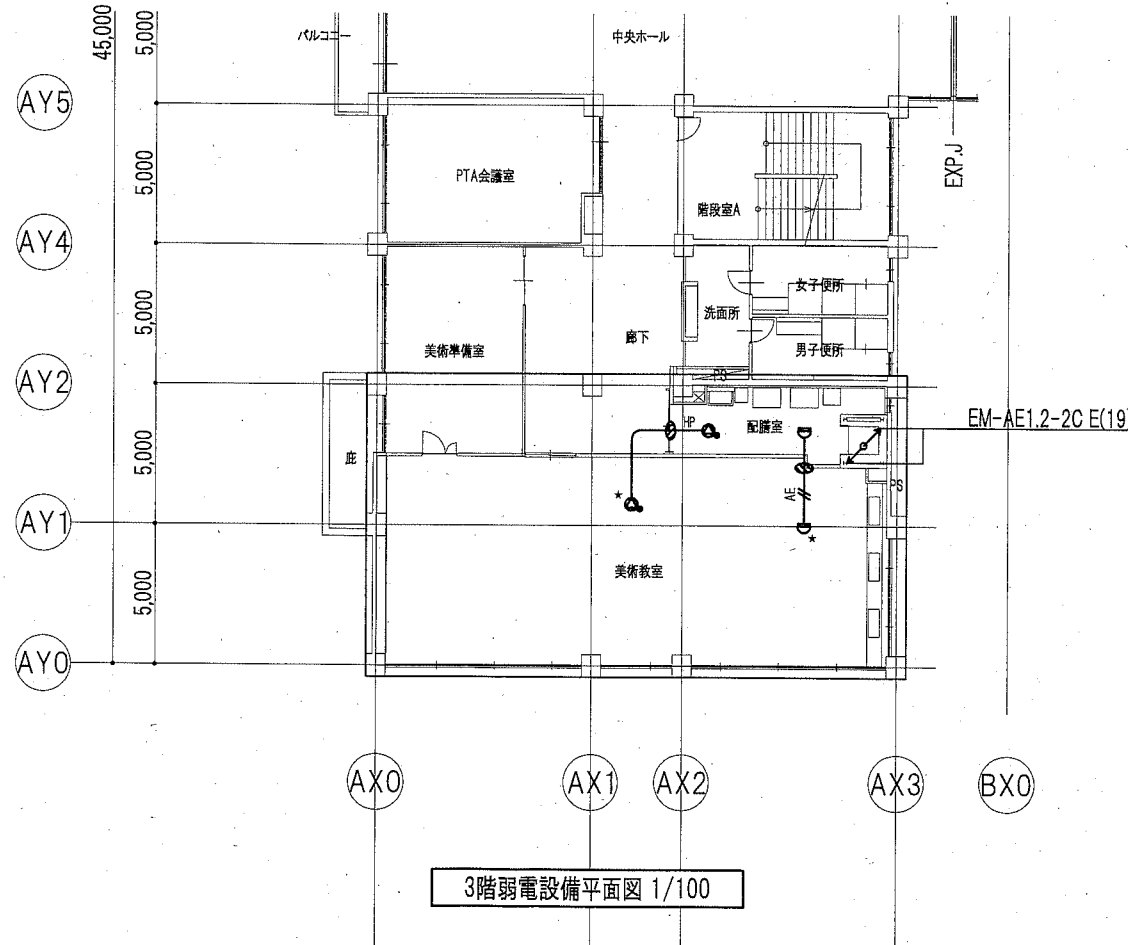 45,000
5,000
バルコニー
中央ホール
AY5
EXP.J
5,000
PTA会議室
階段室A
AY4
5,000
美術準備室
廊下
洗面所
女子便所
男子便所
AY2
PS
EM-AE1.2-2C E(19)
庇
5,000
HP
配膳室
AE
PS
★
★
AY1
5,000
美術教室
AY0
AX0
AX1
AX2
AX3
BX0
3階弱電設備平面図 1/100